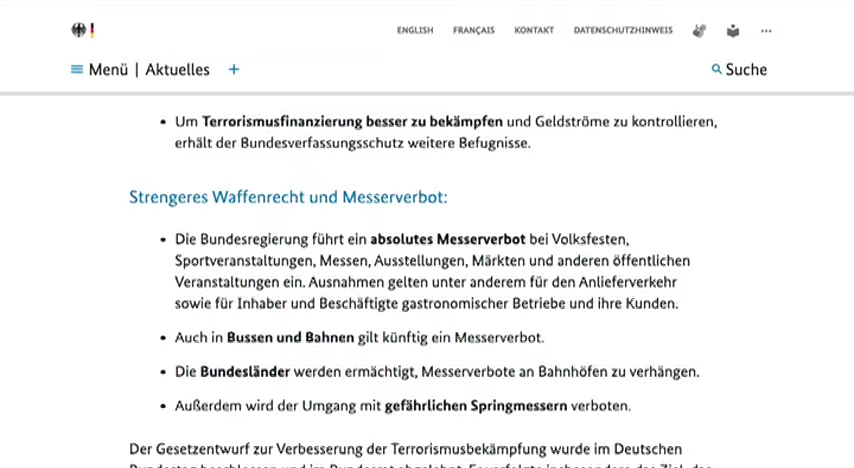 ENGLISH FRANÇAIS KONTAKT DATENSCHUTZHINWEIS ...
Menü | Aktuelles +
Suche
• Um Terrorismusfinanzierung besser zu bekämpfen und Geldströme zu kontrollieren,
erhält der Bundesverfassungsschutz weitere Befugnisse.
Strengeres Waffenrecht und Messerverbot:
• Die Bundesregierung führt ein absolutes Messerverbot bei Volksfesten,
Sportveranstaltungen, Messen, Ausstellungen, Märkten und anderen öffentlichen
Veranstaltungen ein. Ausnahmen gelten unter anderem für den Anlieferverkehr
sowie für Inhaber und Beschäftigte gastronomischer Betriebe und ihre Kunden.
• Auch in Bussen und Bahnen gilt künftig ein Messerverbot.
• Die Bundesländer werden ermächtigt, Messerverbote an Bahnhöfen zu verhängen.
• Außerdem wird der Umgang mit gefährlichen Springmessern verboten.
Der Gesetzentwurf zur Verbesserung der Terrorismusbekämpfung wurde im Deutschen